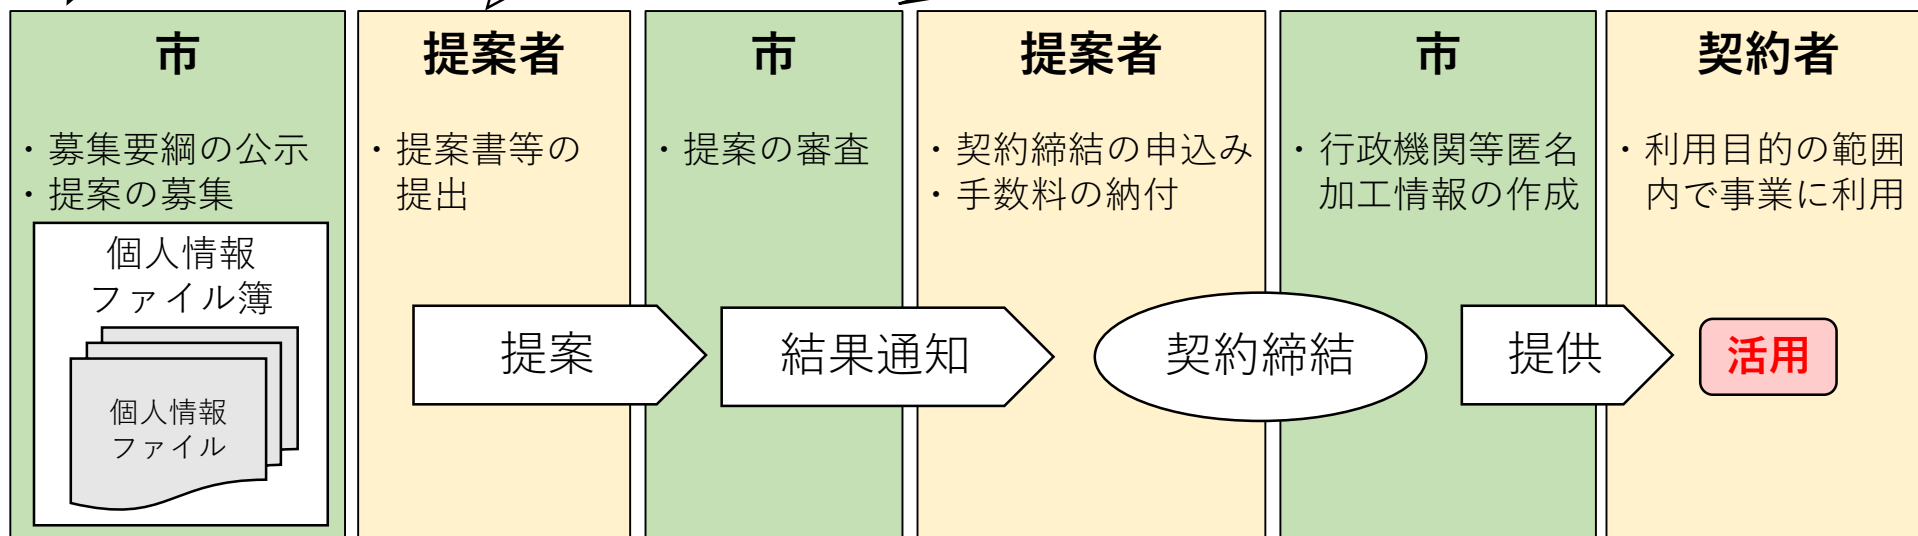 市
・募集要綱の公示
・提案の募集
個人情報
ファイル簿
個人情報
ファイル
提案者
・提案書等の
提出
提案
市
・提案の審査
結果通知
提案者
・契約締結の申込み
・手数料の納付
契約締結
市
・行政機関等匿名
加工情報の作成
提供
契約者
・利用目的の範囲
内で事業に利用
活用